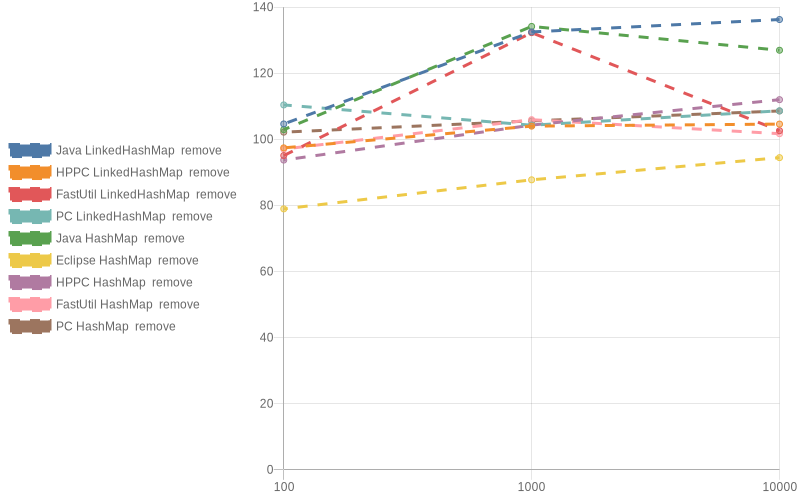 Java LinkedHashMap  remove
HPPC LinkedHashMap  remove
FastUtil LinkedHashMap  remove
PC LinkedHashMap  remove
Java HashMap  remove
Eclipse HashMap  remove
HPPC HashMap  remove
FastUtil HashMap  remove
PC HashMap  remove
140
120
100
80
60
40
20
0
100 1000 10000